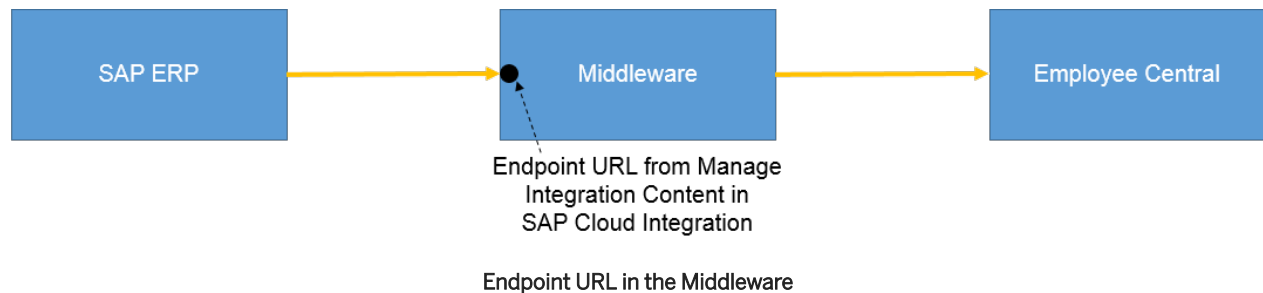 SAP ERP
Middleware
Employee Central
Endpoint URL from Manage
Integration Content in
SAP Cloud Integration
Endpoint URL in the Middleware